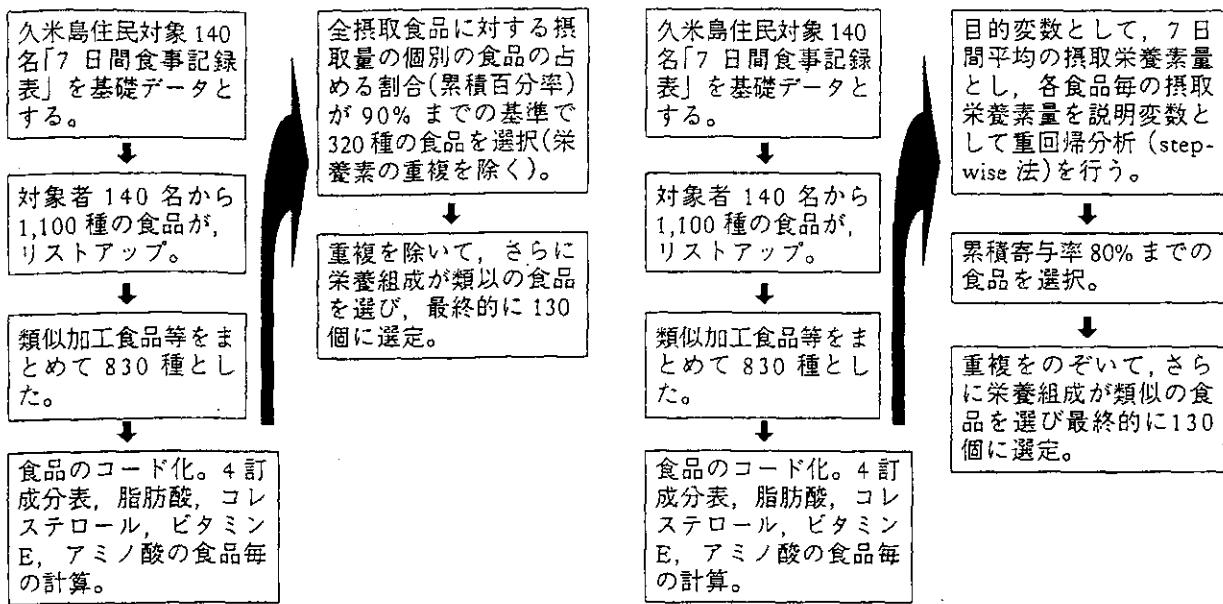 久米島住民対象 140
名「7 日間食事記録
表」を基礎データと
する。
対象者 140 名から
1,100 種の食品が,
リストアップ。
類似加工食品等をま
とめて 830 種とし
た。
食品のコード化。4 訂
成分表, 脂肪酸, コレ
ステロール, ビタミン
E, アミノ酸の食品毎
の計算。
全摂取食品に対する摂
取量の個別の食品の占
める割合(累積百分率)
が 90% までの基準で
320 種の食品を選択(栄
養素の重複を除く)。
重複を除いて, さらに
栄養組成が類以の食品
を選び, 最終的に 130
個に選定。
久米島住民対象 140
名「7 日間食事記録
表」を基礎データと
する。
対象者 140 名から
1,100 種の食品が,
リストアップ。
類似加工食品等をま
とめて 830 種とし
た。
食品のコード化。4 訂
成分表, 脂肪酸, コレ
ステロール, ビタミン
E, アミノ酸の食品毎
の計算。
目的変数として, 7 日
間平均の摂取栄養素量
とし, 各食品毎の摂取
栄養素量を説明変数と
して重回帰分析 (step-
wise 法)を行う。
累積寄与率 80% までの
食品を選択。
重複をのぞいて, さら
に栄養組成が類似の食
品を選び最終的に130
個に選定。